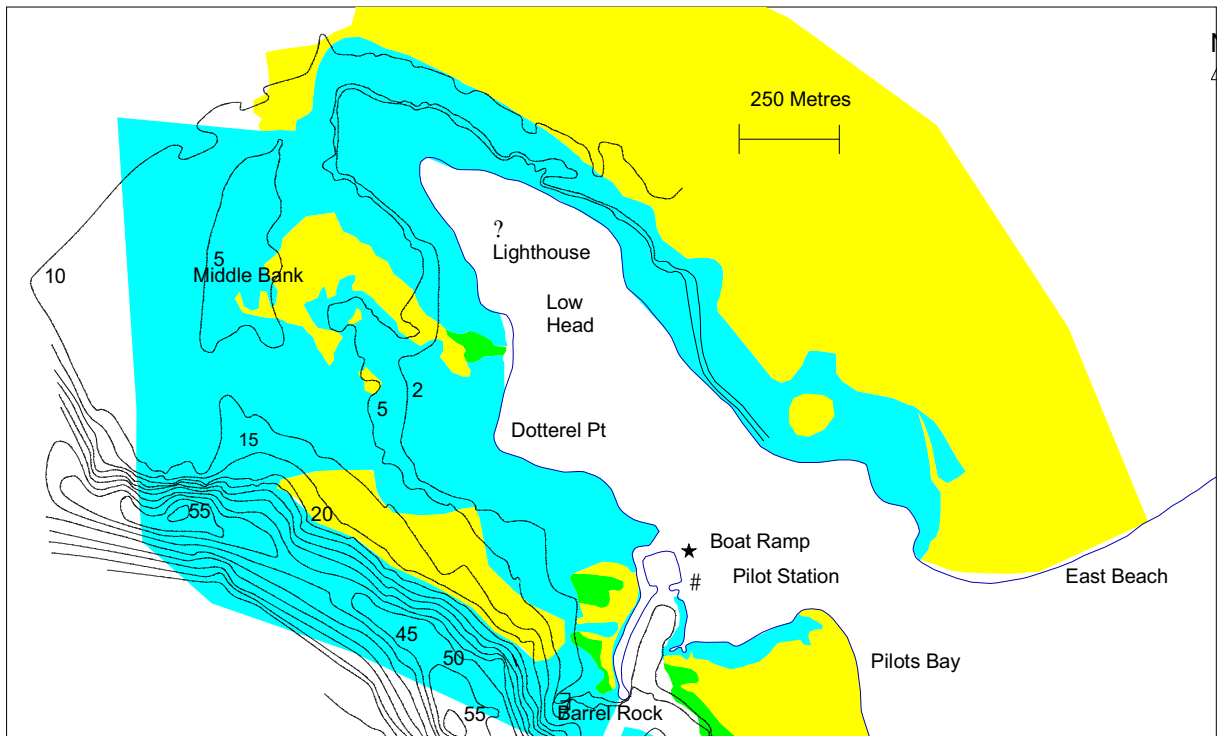 250 Metres
?
Lighthouse
5
Middle Bank
10
Low
Head
2
5
Dotterel Pt
15
55
20
Boat Ramp
#
Pilot Station
East Beach
45
50
Pilots Bay
55
Barrel Rock